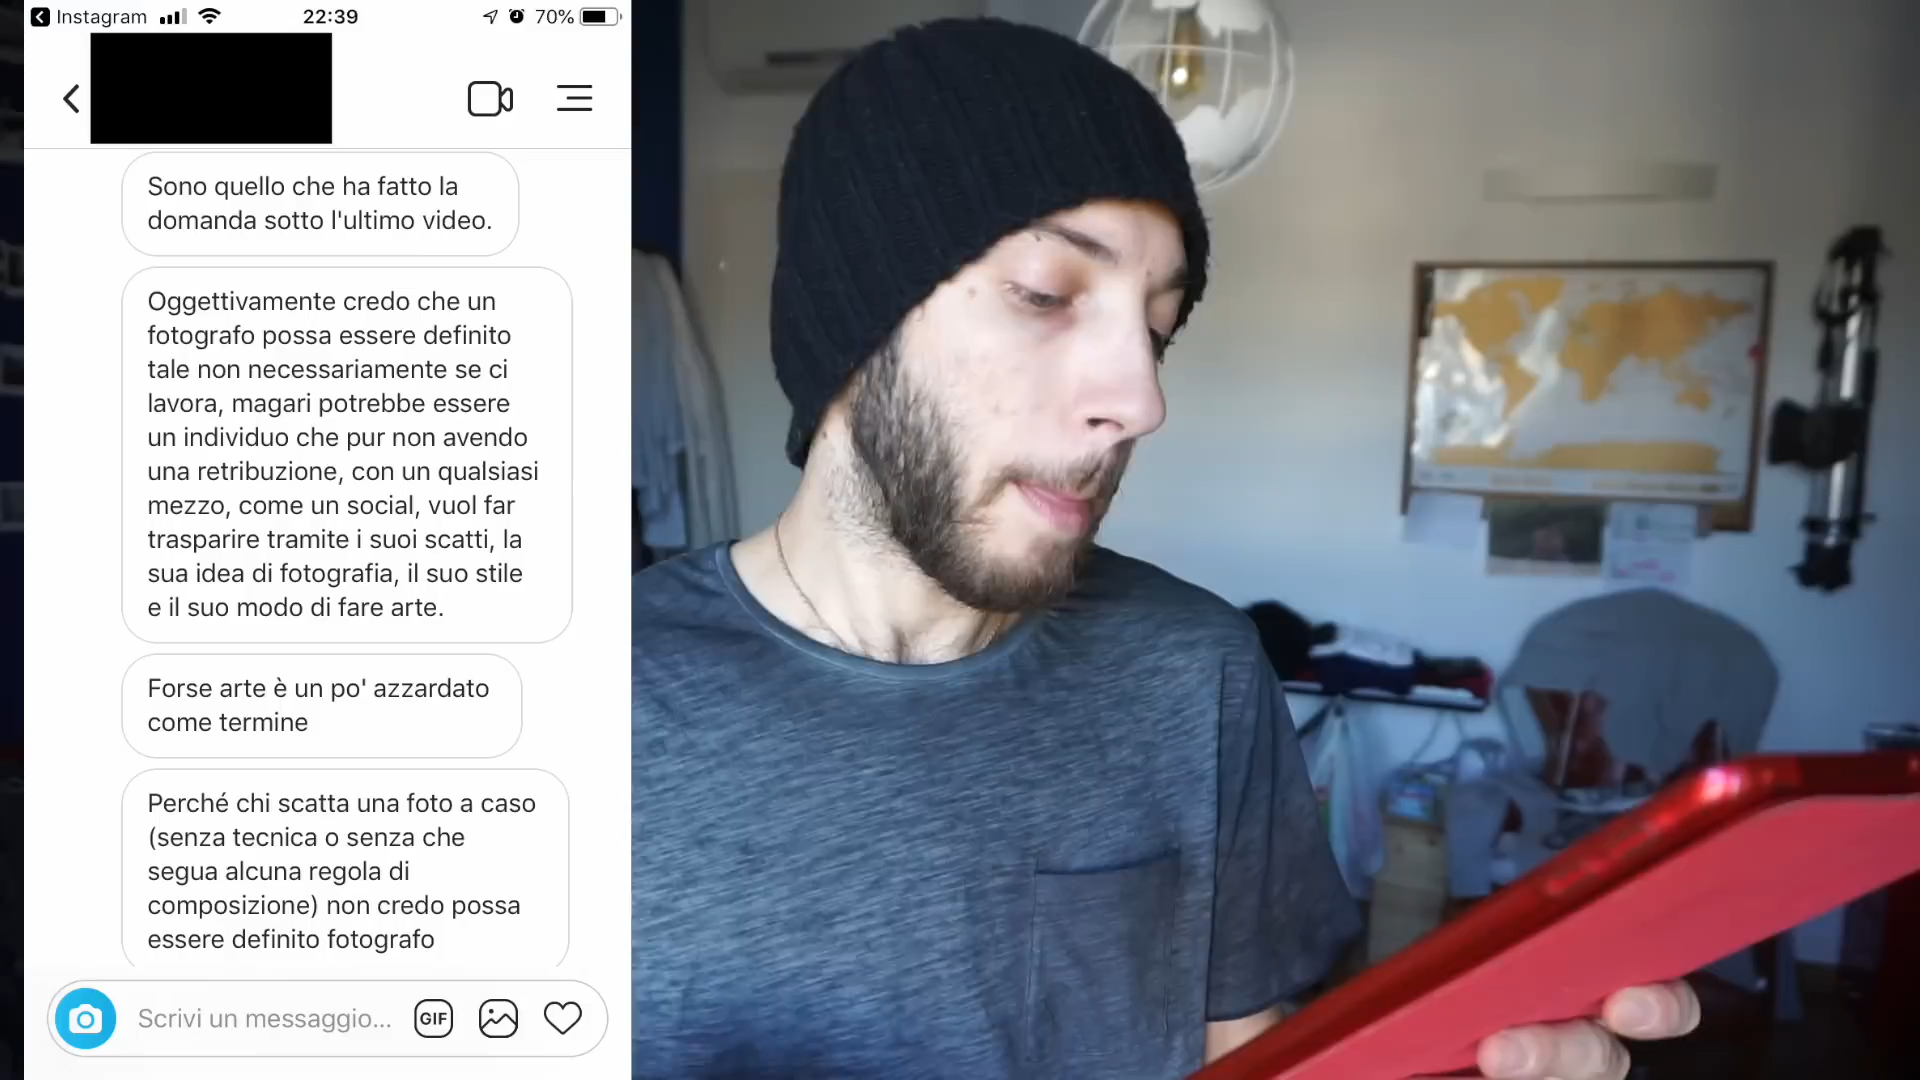 Instagram 22:39 70%
Sono quello che ha fatto la
domanda sotto l'ultimo video.
Oggettivamente credo che un
fotografo possa essere definito
tale non necessariamente se ci
lavora, magari potrebbe essere
un individuo che pur non avendo
una retribuzione, con un qualsiasi
mezzo, come un social, vuol far
trasparire tramite i suoi scatti, la
sua idea di fotografia, il suo stile
e il suo modo di fare arte.
Forse arte è un po' azzardato
come termine
Perché chi scatta una foto a caso
(senza tecnica o senza che
segua alcuna regola di
composizione) non credo possa
essere definito fotografo
Scrivi un messaggio...
GIF